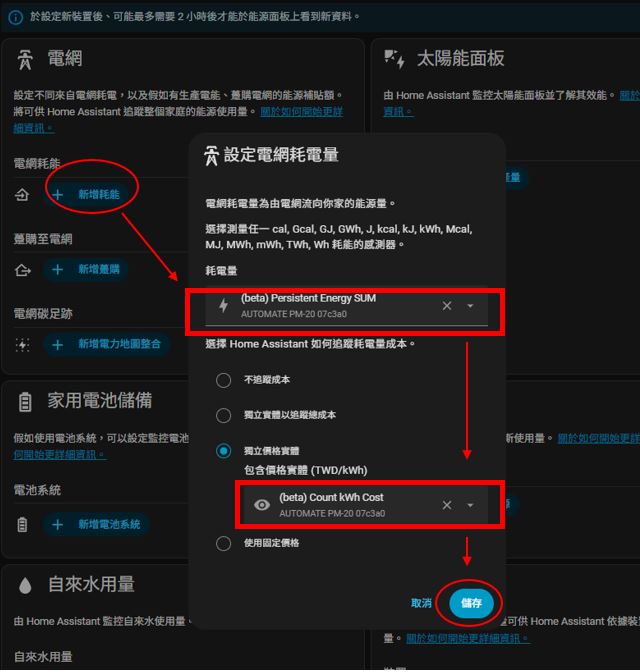 於設定新裝置後、可能最多需要 2 小時後才能於能源面板上看到新資料。
電網
設定不同來自電網耗電，以及假如有生產電能、躉購電網的能源補貼額。
將可供 Home Assistant 追蹤整個家庭的能源使用量。 關於如何開始更詳
細資訊。
電網耗能
新增耗能
躉購至電網
新增躉購
電網碳足跡
新增電力地圖整合
太陽能面板
由 Home Assistant 監控太陽能面板並了解其效能。 關於
資訊。
產量
設定電網耗電量
電網耗電量為由電網流向你家的能源量。
選擇測量任一 cal, Gcal, GJ, GWh, J, kcal, kJ, kWh, Mcal,
MJ, MWh, mWh, TWh, Wh 耗能的感測器。
耗電量
(beta) Persistent Energy SUM
AUTOMATE PM-20 07c3a0
選擇 Home Assistant 如何追蹤耗電量成本。
不追蹤成本
獨立實體以追蹤總成本
獨立價格實體
包含價格實體 (TWD/kWh)
(beta) Count kWh Cost
AUTOMATE PM-20 07c3a0
使用固定價格
取消
儲存
家用電池儲備
假如使用電池系統，可以設定監控電池
何開始更詳細資訊。
電池系統
新增電池系統
新使用量。 關於如何開始更詳
自來水用量
由 Home Assistant 監控自來水使用量。
自來水用量
可供 Home Assistant 依據裝
量。 關於如何開始更詳細資訊。